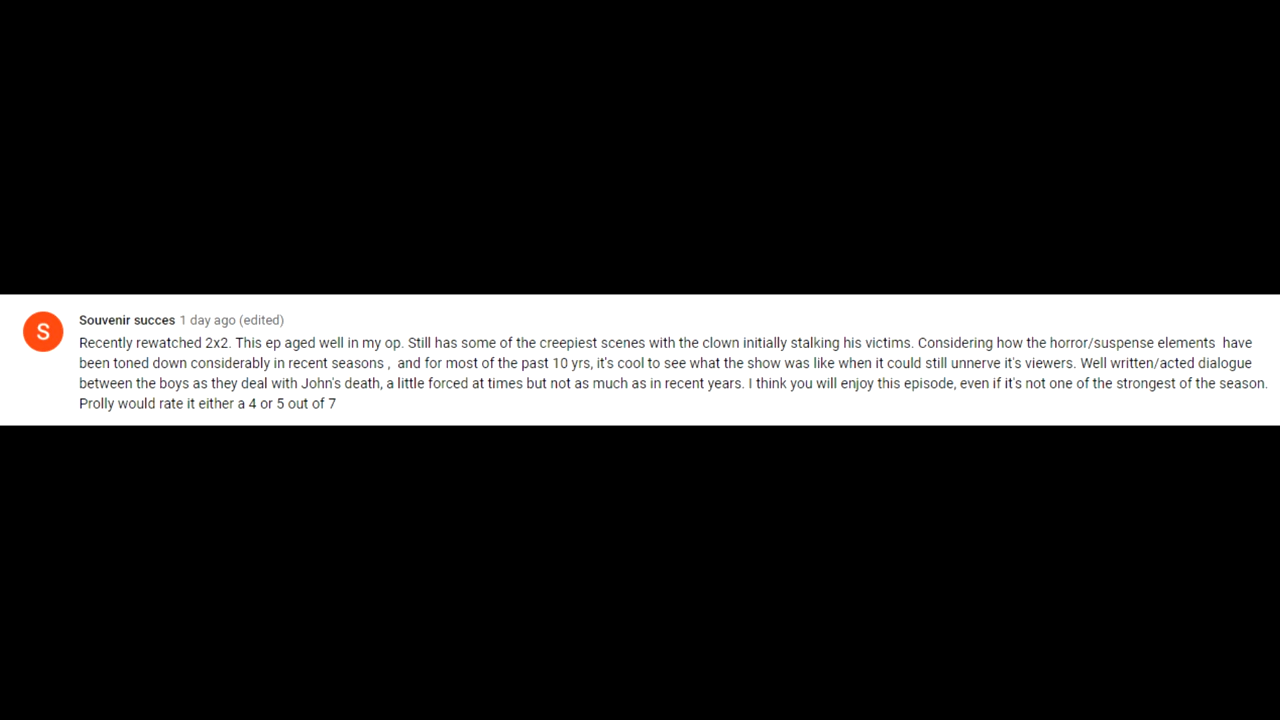 S
Souvenir succes 1 day ago (edited)
Recently rewatched 2x2. This ep aged well in my op. Still has some of the creepiest scenes with the clown initially stalking his victims. Considering how the horror/suspense elements  have
been toned down considerably in recent seasons ,  and for most of the past 10 yrs, it's cool to see what the show was like when it could still unnerve it's viewers. Well written/acted dialogue
between the boys as they deal with John's death, a little forced at times but not as much as in recent years. I think you will enjoy this episode, even if it's not one of the strongest of the season.
Prolly would rate it either a 4 or 5 out of 7